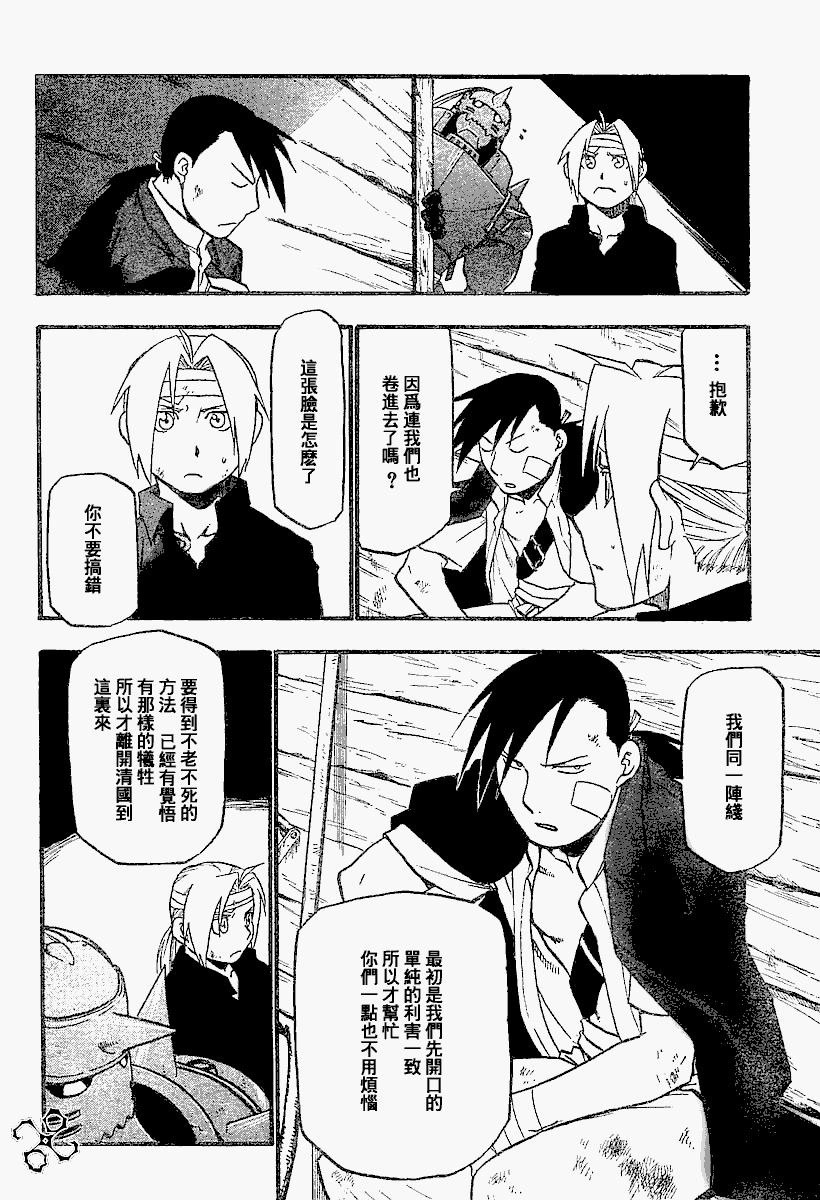 …抱歉
因爲連我們也
卷進去了嗎?
這張臉是怎麽了
你不要搞錯
我們同一陣綫
最初是我們先開口的
單純的利害一致
所以才幫忙
你們一點也不用煩惱
要得到不老不死的
方法 已經有覺悟
有那樣的犧牲
所以才離開清國到
這裏來